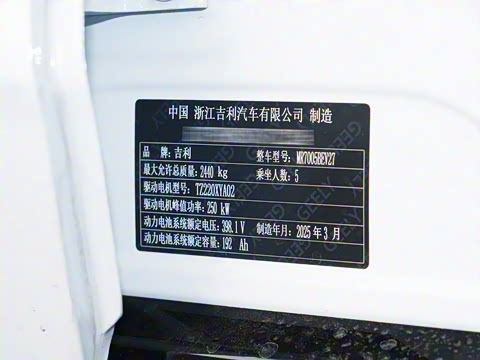 中国 浙江吉利汽车有限公司 制造
品 牌:吉利 整车型号:MR7005BEV27
最大允许总质量:2440 kg 乘坐人数:5
驱动电机型号:TZ220XYA02
驱动电机峰值功率:250 kW
动力电池系统额定电压:398.1 V 制造年月:2025 年 3 月
动力电池系统额定容量:192 Ah